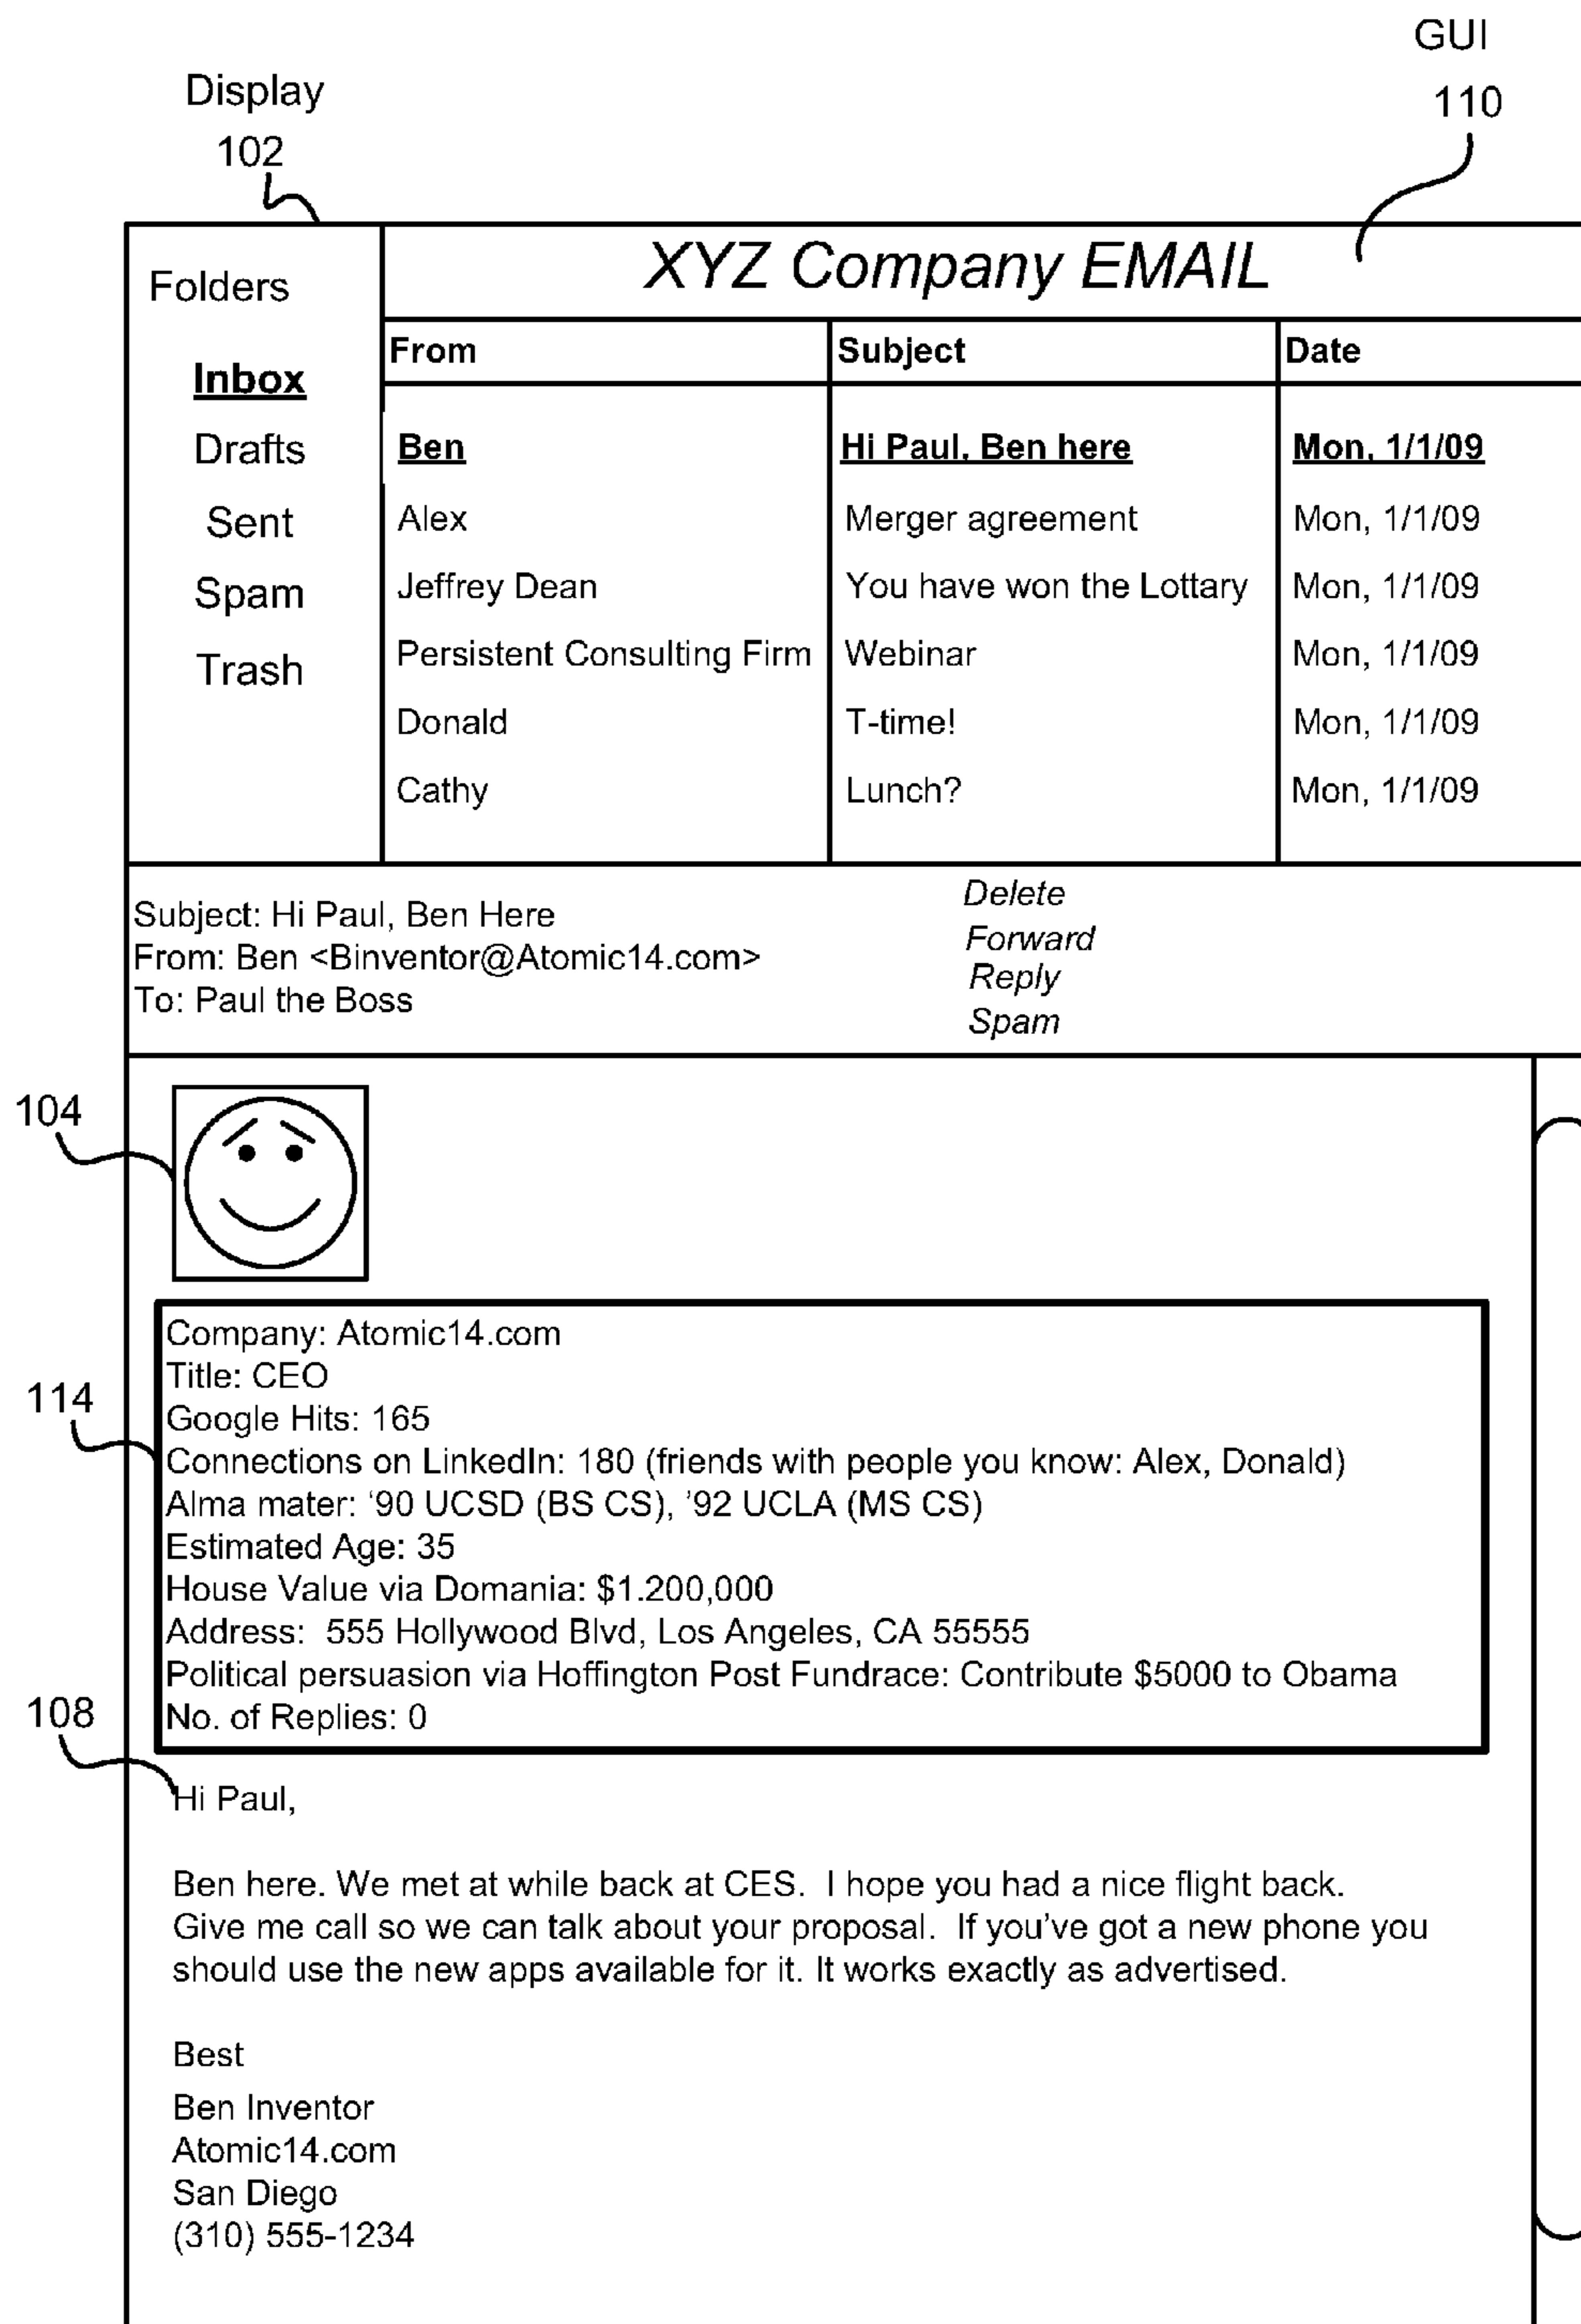 GUI
110
Display
102
XYZ Company EMAIL
Folders
Inbox
Drafts
Sent
Spam
Trash
From Subject Date
Ben Hi Paul, Ben here Mon, 1/1/09
Alex Merger agreement Mon, 1/1/09
Jeffrey Dean You have won the Lottary Mon, 1/1/09
Persistent Consulting Firm Webinar Mon, 1/1/09
Donald T-time! Mon, 1/1/09
Cathy Lunch? Mon, 1/1/09
Subject: Hi Paul, Ben Here
From: Ben <Binventor@Atomic14.com>
To: Paul the Boss
Delete
Forward
Reply
Spam
104
114
Company: Atomic14.com
Title: CEO
Google Hits: 165
Connections on LinkedIn: 180 (friends with people you know: Alex, Donald)
Alma mater: ‘90 UCSD (BS CS), ’92 UCLA (MS CS)
Estimated Age: 35
House Value via Domania: $1.200,000
Address:  555 Hollywood Blvd, Los Angeles, CA 55555
Political persuasion via Hoffington Post Fundrace: Contribute $5000 to Obama
No. of Replies: 0
108
Hi Paul,
Ben here. We met at while back at CES.  I hope you had a nice flight back.
Give me call so we can talk about your proposal.  If you’ve got a new phone you
should use the new apps available for it. It works exactly as advertised.
Best
Ben Inventor
Atomic14.com
San Diego
(310) 555-1234